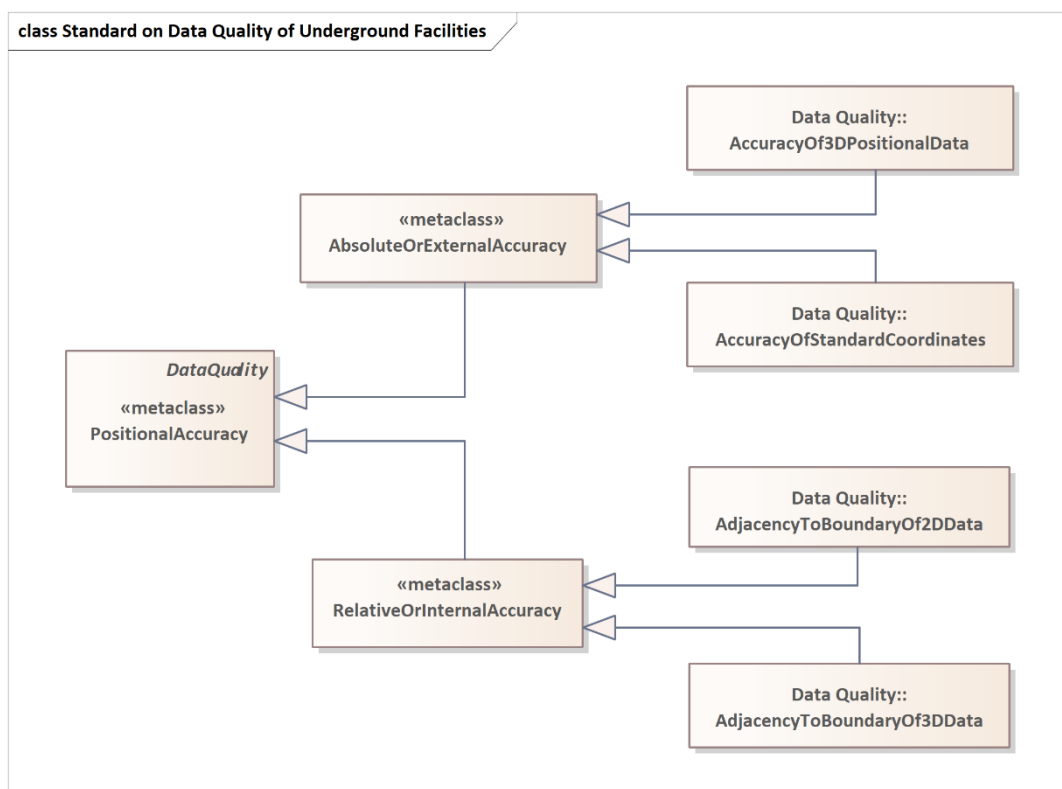 class Standard on Data Quality of Underground Facilities
Data Quality::
AccuracyOf3DPositionalData
«metaclass»
AbsoluteOrExternalAccuracy
Data Quality::
AccuracyOfStandardCoordinates
DataQuality
«metaclass»
PositionalAccuracy
Data Quality::
AdjacencyToBoundaryOf2DData
«metaclass»
RelativeOrInternalAccuracy
Data Quality::
AdjacencyToBoundaryOf3DData